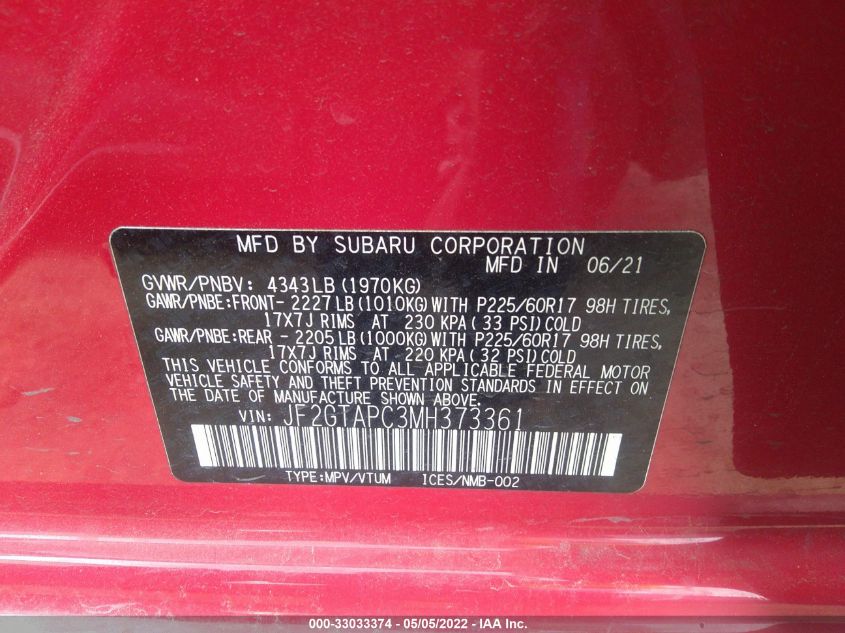 MFD BY SUBARU CORPORATION
MFD IN 06/21
GVWR/PNBV: 4343LB (1970KG)
GAWR/PNBE:FRONT- 2227LB (1010KG) WITH P225/60R17 98H TIRES,
17X7J RIMS AT 230 KPA ( 33 PSI) COLD
GAWR/PNBE:REAR - 2205LB (1000KG) WITH P225/60R17 98H TIRES,
17X7J RIMS AT 220 KPA ( 32 PSI) COLD
THIS VEHICLE CONFORMS TO ALL APPLICABLE FEDERAL MOTOR
VEHICLE SAFETY AND THEFT PREVENTION STANDARDS IN EFFECT ON
THE DATE OF MANUFACTURE SHOWN ABOVE.
VIN: JF2GTAPC3MH373361
TYPE:MPV/VTUM ICES/NMB-002
000-33033374 - 05/05/2022 - IAA Inc.